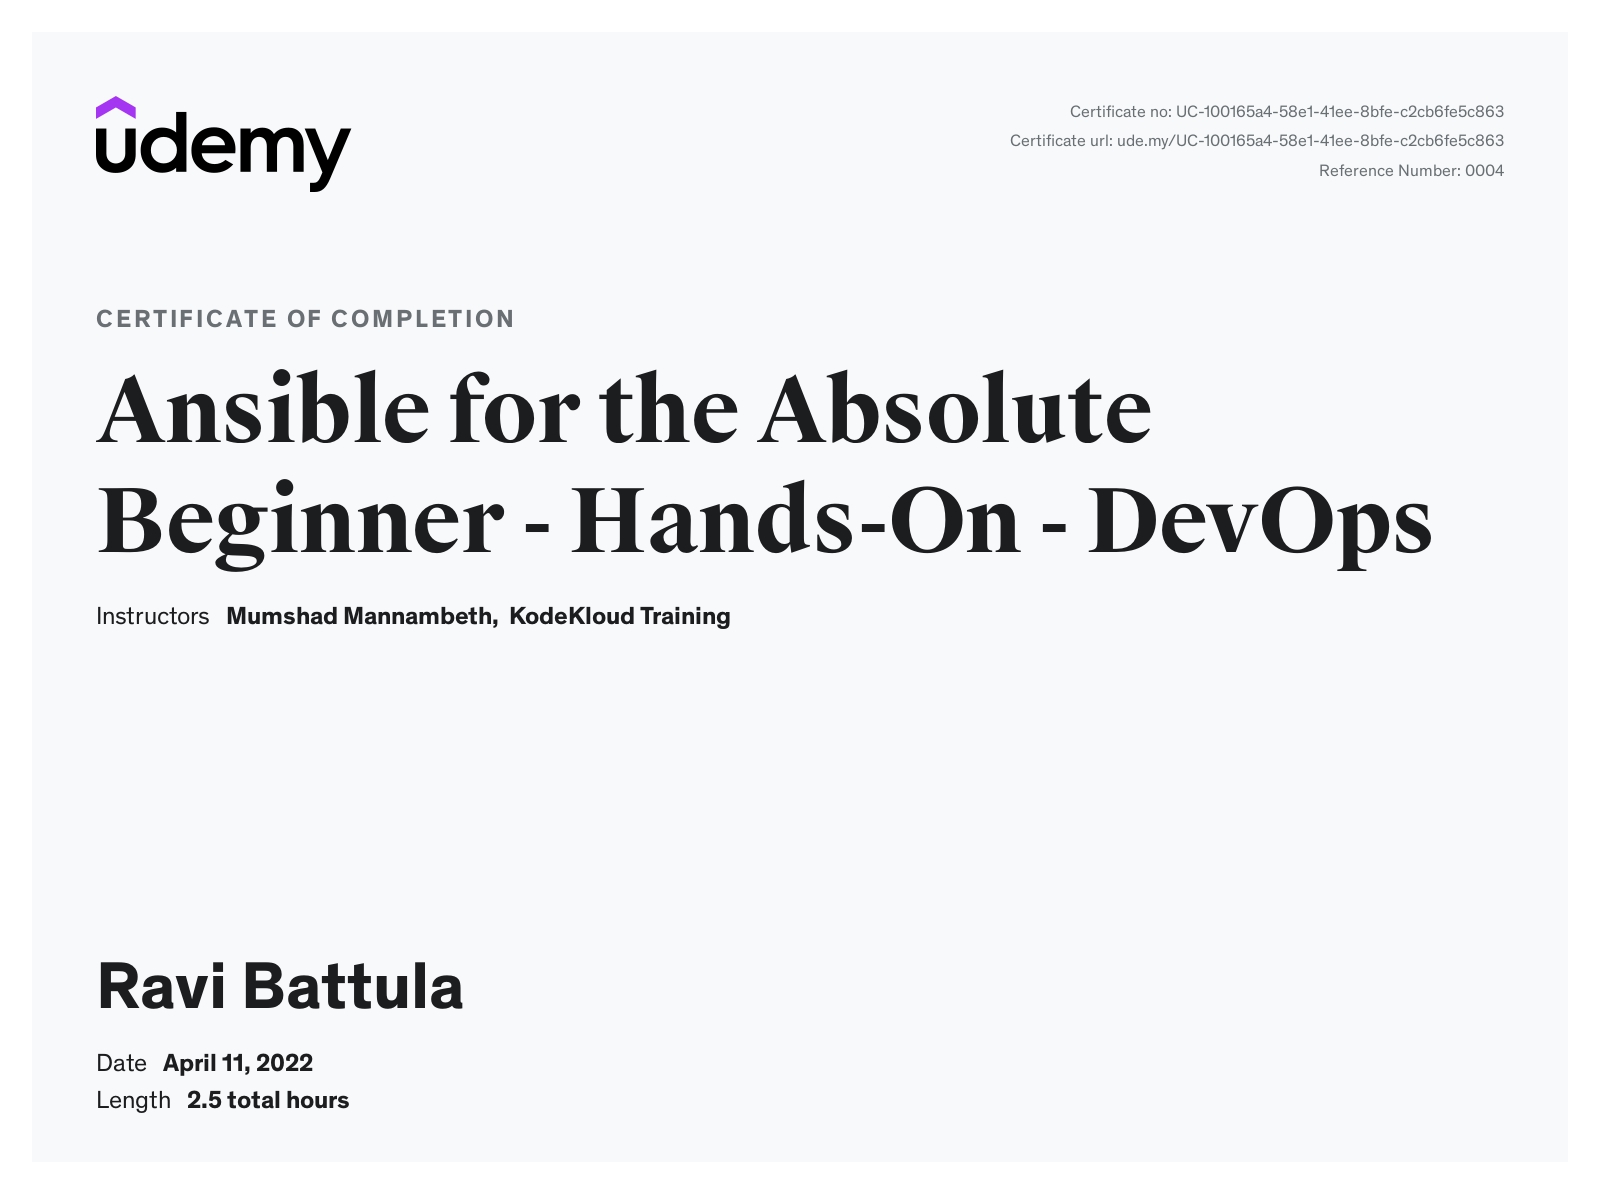 udemy
Certificate no: UC-100165a4-58e1-41ee-8bfe-c2cb6fe5c863
Certificate url: ude.my/UC-100165a4-58e1-41ee-8bfe-c2cb6fe5c863
Reference Number: 0004
CERTIFICATE OF COMPLETION
Ansible for the Absolute
Beginner - Hands-On - DevOps
Instructors Mumshad Mannambeth, KodeKloud Training
Ravi Battula
Date April 11, 2022
Length 2.5 total hours